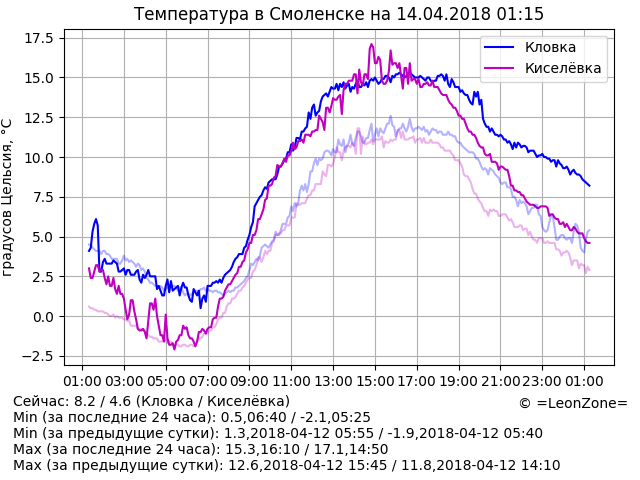 Температура в Смоленске на 14.04.2018 01:15
градусов Цельсия, °C
17.5
15.0
12.5
10.0
7.5
5.0
2.5
0.0
−2.5
Кловка
Киселёвка
01:00 03:00 05:00 07:00 09:00 11:00 13:00 15:00 17:00 19:00 21:00 23:00 01:00
Сейчас: 8.2 / 4.6 (Кловка / Киселёвка)
© =LeonZone=
Min (за последние 24 часа): 0.5,06:40 / -2.1,05:25
Min (за предыдущие сутки): 1.3,2018-04-12 05:55 / -1.9,2018-04-12 05:40
Max (за последние 24 часа): 15.3,16:10 / 17.1,14:50
Max (за предыдущие сутки): 12.6,2018-04-12 15:45 / 11.8,2018-04-12 14:10